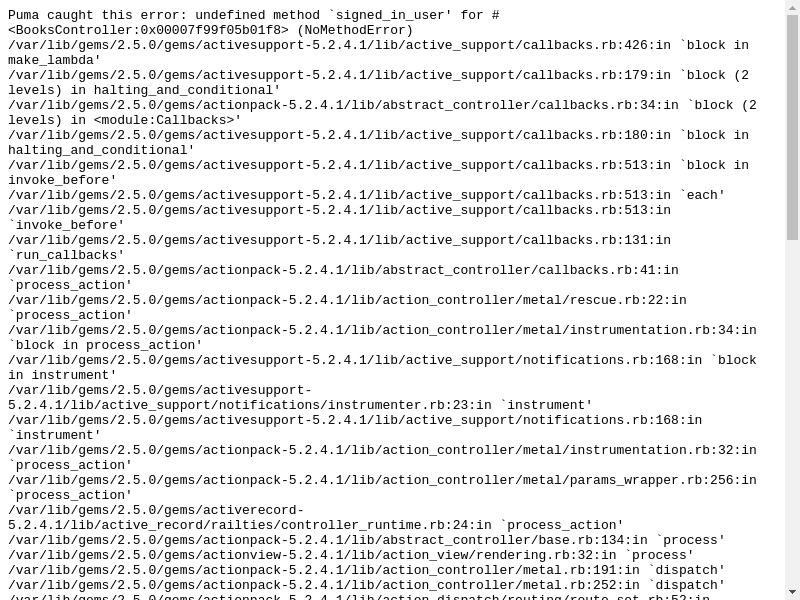 Puma caught this error: undefined method `signed_in_user' for #
<BooksController:0x00007f99f05b01f8> (NoMethodError)
/var/lib/gems/2.5.0/gems/activesupport-5.2.4.1/lib/active_support/callbacks.rb:426:in `block in
make_lambda'
/var/lib/gems/2.5.0/gems/activesupport-5.2.4.1/lib/active_support/callbacks.rb:179:in `block (2
levels) in halting_and_conditional'
/var/lib/gems/2.5.0/gems/actionpack-5.2.4.1/lib/abstract_controller/callbacks.rb:34:in `block (2
levels) in <module:Callbacks>'
/var/lib/gems/2.5.0/gems/activesupport-5.2.4.1/lib/active_support/callbacks.rb:180:in `block in
halting_and_conditional'
/var/lib/gems/2.5.0/gems/activesupport-5.2.4.1/lib/active_support/callbacks.rb:513:in `block in
invoke_before'
/var/lib/gems/2.5.0/gems/activesupport-5.2.4.1/lib/active_support/callbacks.rb:513:in `each'
/var/lib/gems/2.5.0/gems/activesupport-5.2.4.1/lib/active_support/callbacks.rb:513:in
`invoke_before'
/var/lib/gems/2.5.0/gems/activesupport-5.2.4.1/lib/active_support/callbacks.rb:131:in
`run_callbacks'
/var/lib/gems/2.5.0/gems/actionpack-5.2.4.1/lib/abstract_controller/callbacks.rb:41:in
`process_action'
/var/lib/gems/2.5.0/gems/actionpack-5.2.4.1/lib/action_controller/metal/rescue.rb:22:in
`process_action'
/var/lib/gems/2.5.0/gems/actionpack-5.2.4.1/lib/action_controller/metal/instrumentation.rb:34:in
`block in process_action'
/var/lib/gems/2.5.0/gems/activesupport-5.2.4.1/lib/active_support/notifications.rb:168:in `block
in instrument'
/var/lib/gems/2.5.0/gems/activesupport-
5.2.4.1/lib/active_support/notifications/instrumenter.rb:23:in `instrument'
/var/lib/gems/2.5.0/gems/activesupport-5.2.4.1/lib/active_support/notifications.rb:168:in
`instrument'
/var/lib/gems/2.5.0/gems/actionpack-5.2.4.1/lib/action_controller/metal/instrumentation.rb:32:in
`process_action'
/var/lib/gems/2.5.0/gems/actionpack-5.2.4.1/lib/action_controller/metal/params_wrapper.rb:256:in
`process_action'
/var/lib/gems/2.5.0/gems/activerecord-
5.2.4.1/lib/active_record/railties/controller_runtime.rb:24:in `process_action'
/var/lib/gems/2.5.0/gems/actionpack-5.2.4.1/lib/abstract_controller/base.rb:134:in `process'
/var/lib/gems/2.5.0/gems/actionview-5.2.4.1/lib/action_view/rendering.rb:32:in `process'
/var/lib/gems/2.5.0/gems/actionpack-5.2.4.1/lib/action_controller/metal.rb:191:in `dispatch'
/var/lib/gems/2.5.0/gems/actionpack-5.2.4.1/lib/action_controller/metal.rb:252:in `dispatch'
/var/lib/gems/2.5.0/gems/actionpack-5.2.4.1/lib/action_dispatch/routing/route_set.rb:52:in